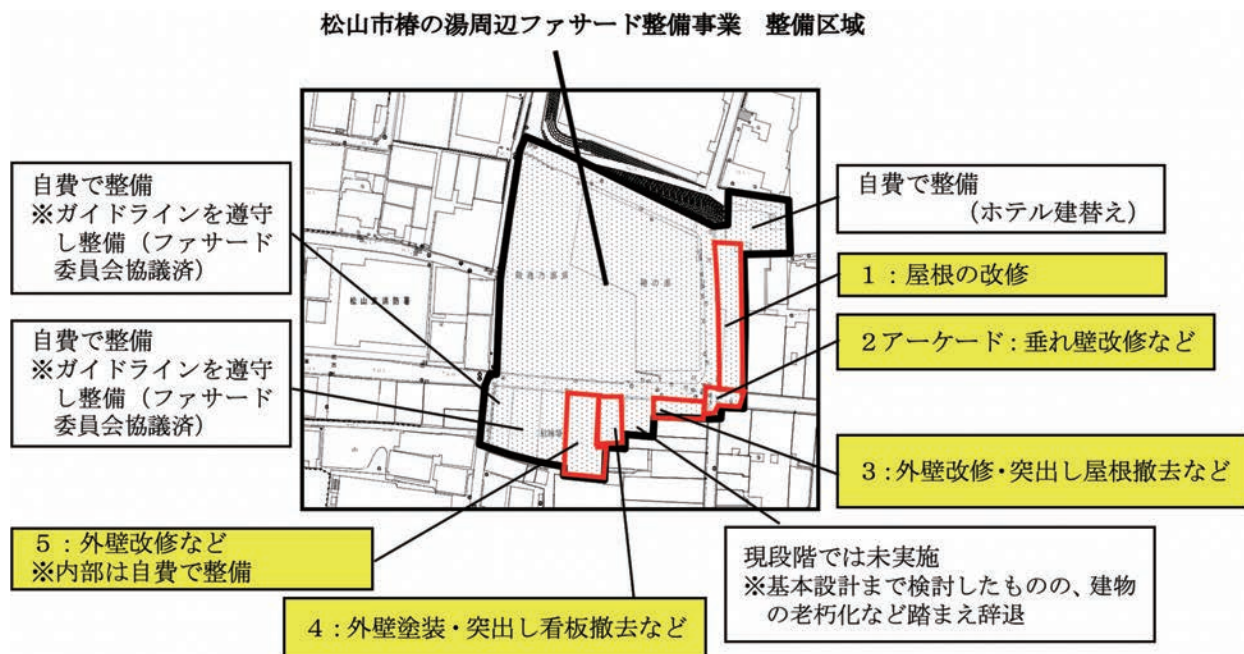 松山市椿の湯周辺ファサード整備事業　整備区域
自費で整備
※ガイドラインを遵守
し整備（ファサード
委員会協議済）
自費で整備
（ホテル建替え）
1：屋根の改修
椿の湯
松山東消防署
自費で整備
※ガイドラインを遵守
し整備（ファサード
委員会協議済）
2アーケード：垂れ壁改修など
3：外壁改修・突出し屋根撤去など
5：外壁改修など
※内部は自費で整備
現段階では未実施
※基本設計まで検討したものの、建物
の老朽化など踏まえ辞退
4：外壁塗装・突出し看板撤去など